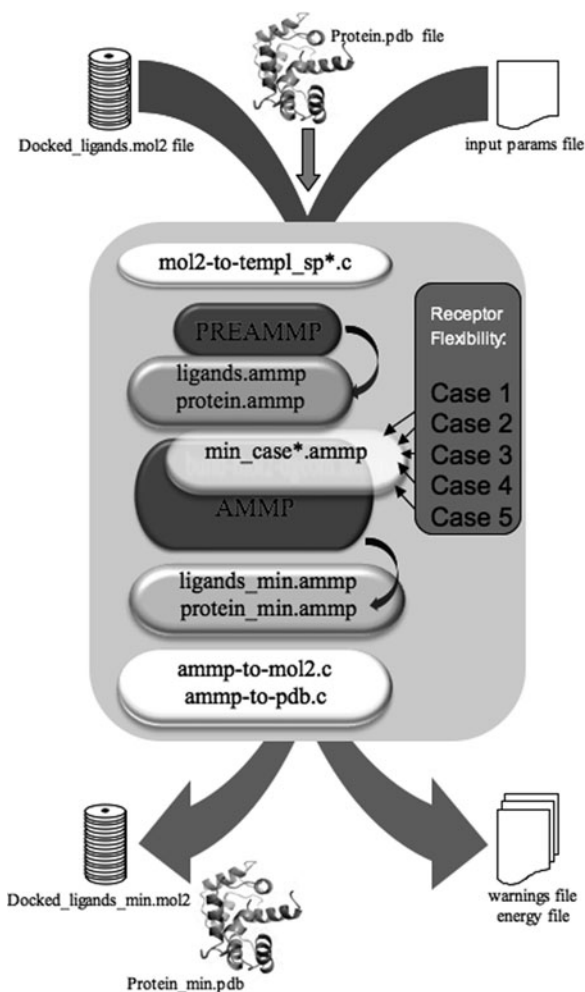 Protein.pdb file
Docked_ligands.mol2 file
input params file
mol2-to-templ_sp*.c
Receptor
Flexibility:
PREAMMP
ligands.ammp
protein.ammp
Case 1
Case 2
Case 3
Case 4
Case 5
min_case*.ammp
AMMP
ligands_min.ammp
protein_min.ammp
ammp-to-mol2.c
ammp-to-pdb.c
Docked_ligands_min.mol2
warnings file
energy file
Protein_min.pdb